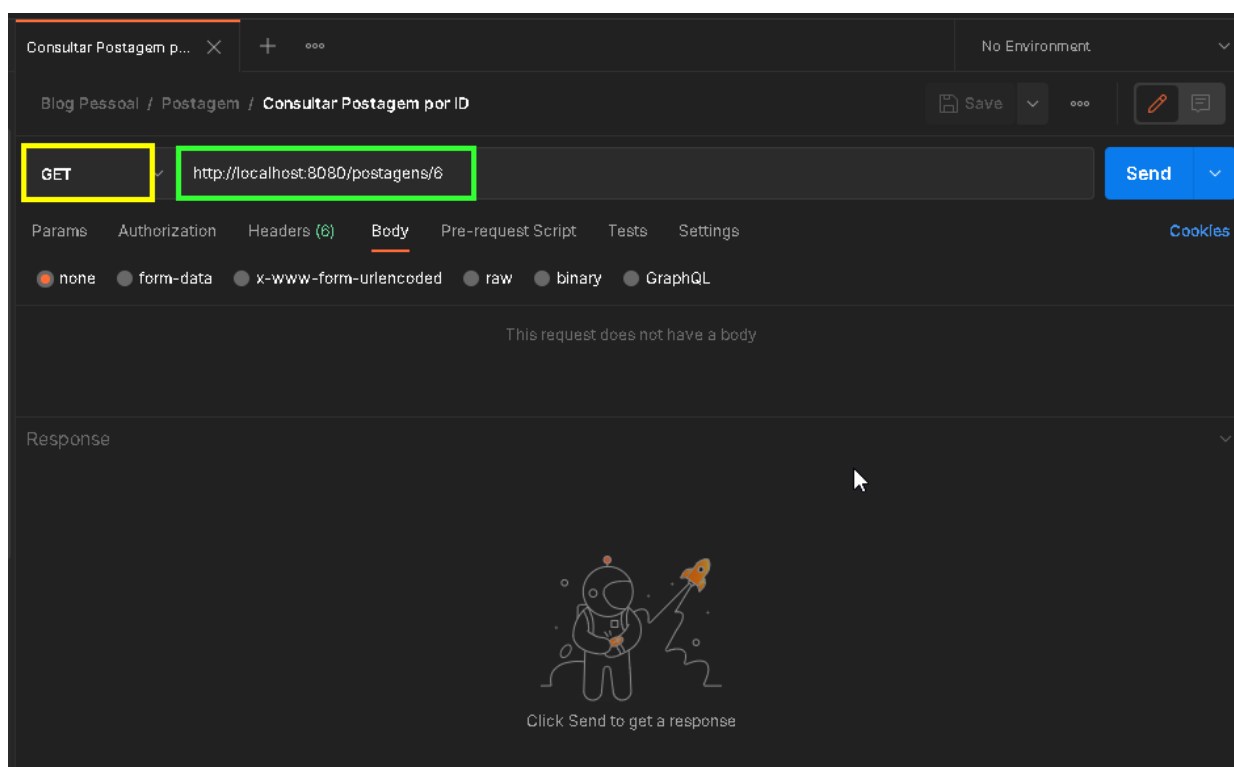 Consultar Postagem p...
No Environment
Blog Pessoal / Postagem / Consultar Postagem por ID
Save
GET
http://localhost:8080/postagens/6
Send
Params Authorization Headers (6) Body Pre-request Script Tests Settings Cookies
none form-data x-www-form-urlencoded raw binary GraphQL
This request does not have a body
Response
Click Send to get a response